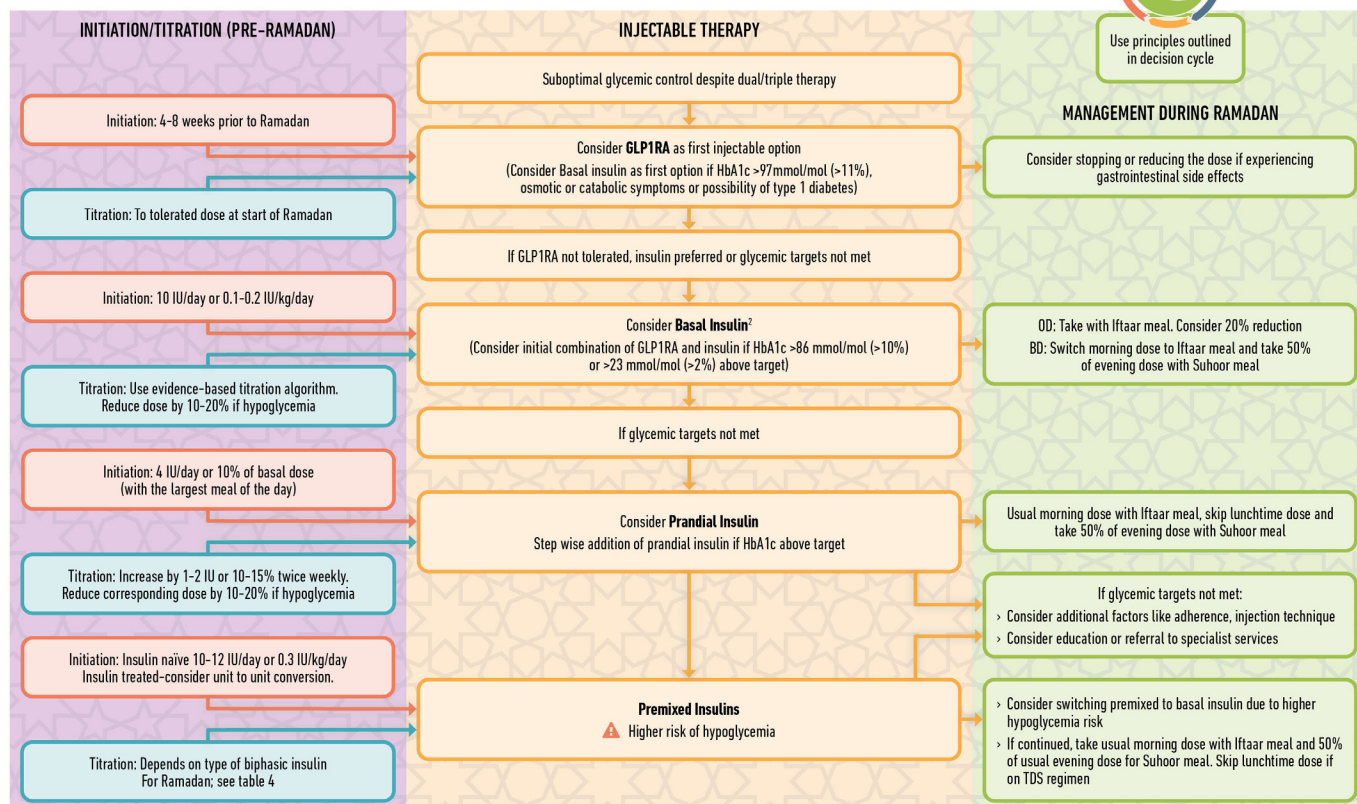 INITIATION/TITRATION (PRE-RAMADAN)
Initiation: 4-8 weeks prior to Ramadan
Titration: To tolerated dose at start of Ramadan
Initiation: 10 IU/day or 0.1-0.2 IU/kg/day
Titration: Use evidence-based titration algorithm.
Reduce dose by 10-20% if hypoglycemia
Initiation: 4 IU/day or 10% of basal dose
(with the largest meal of the day)
Titration: Increase by 1-2 IU or 10-15% twice weekly.
Reduce corresponding dose by 10-20% if hypoglycemia
Initiation: Insulin naïve 10-12 IU/day or 0.3 IU/kg/day
Insulin treated-consider unit to unit conversion.
Titration: Depends on type of biphasic insulin
For Ramadan; see table 4
INJECTABLE THERAPY
Suboptimal glycemic control despite dual/triple therapy
Consider GLP1RA as first injectable option
(Consider Basal insulin as first option if HbA1c >97mmol/mol (>11%),
osmotic or catabolic symptoms or possibility of type 1 diabetes)
If GLP1RA not tolerated, insulin preferred or glycemic targets not met
Consider Basal Insulin²
(Consider initial combination of GLP1RA and insulin if HbA1c >86 mmol/mol (>10%)
or >23 mmol/mol (>2%) above target)
If glycemic targets not met
Consider Prandial Insulin
Step wise addition of prandial insulin if HbA1c above target
Premixed Insulins
Higher risk of hypoglycemia
Use principles outlined
in decision cycle
MANAGEMENT DURING RAMADAN
Consider stopping or reducing the dose if experiencing
gastrointestinal side effects
OD: Take with Iftaar meal. Consider 20% reduction
BD: Switch morning dose to Iftaar meal and take 50%
of evening dose with Suhoor meal
Usual morning dose with Iftaar meal, skip lunchtime dose and
take 50% of evening dose with Suhoor meal
If glycemic targets not met:
› Consider additional factors like adherence, injection technique
› Consider education or referral to specialist services
› Consider switching premixed to basal insulin due to higher
hypoglycemia risk
› If continued, take usual morning dose with Iftaar meal and 50%
of usual evening dose for Suhoor meal. Skip lunchtime dose if
on TDS regimen